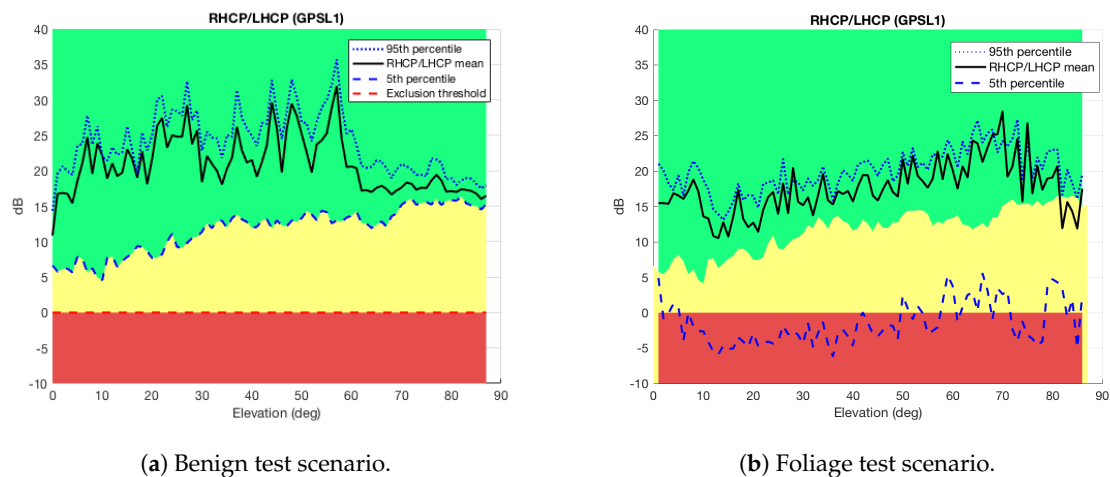 RHCP/LHCP (GPSL1)
40
35
30
25
20
15
10
5
0
-5
-10
dB
0 10 20 30 40 50 60 70 80 90
Elevation (deg)
95th percentile
RHCP/LHCP mean
5th percentile
Exclusion threshold
(a) Benign test scenario.
RHCP/LHCP (GPSL1)
40
35
30
25
20
15
10
5
0
-5
-10
dB
0 10 20 30 40 50 60 70 80 90
Elevation (deg)
95th percentile
RHCP/LHCP mean
5th percentile
(b) Foliage test scenario.